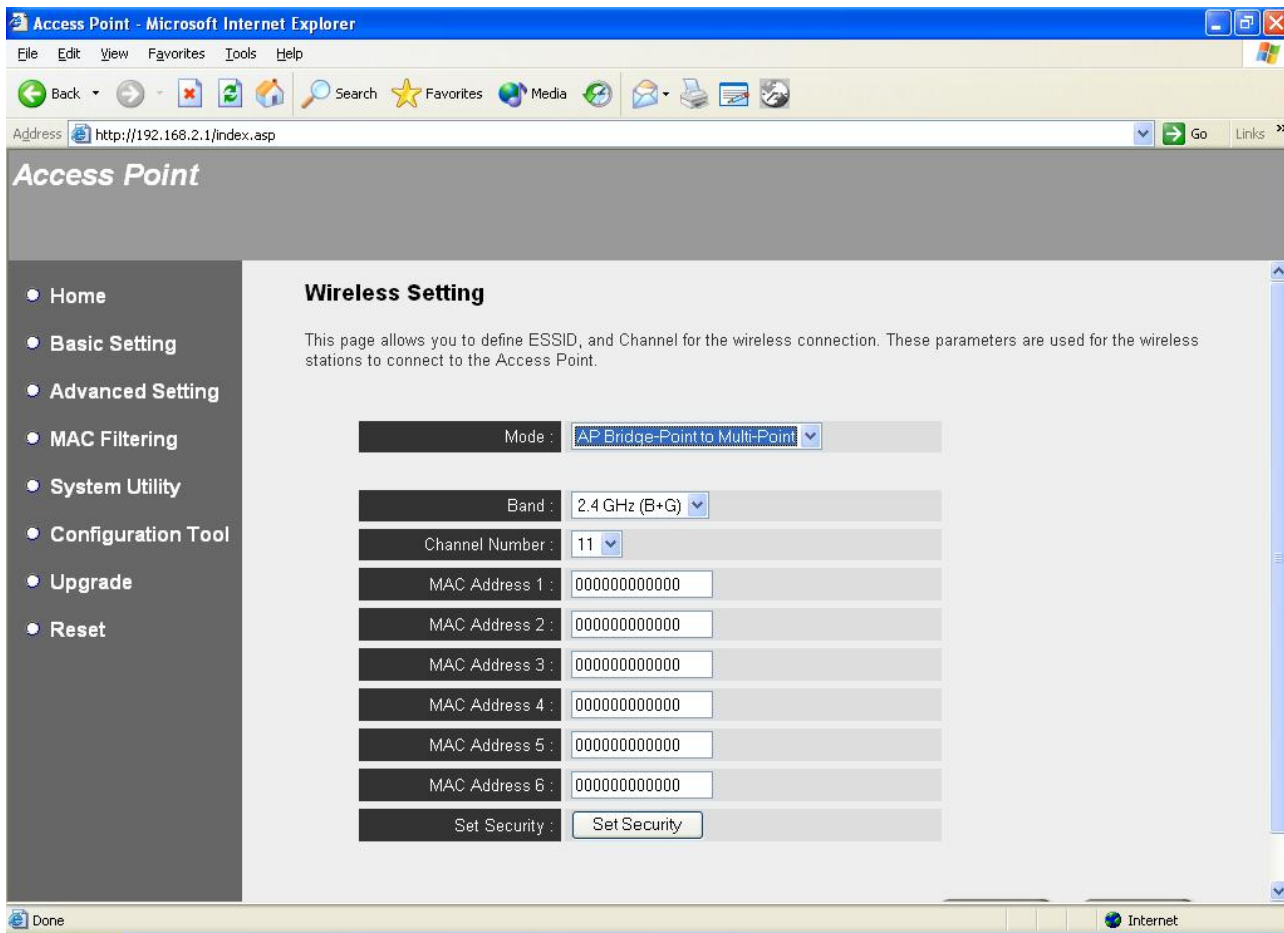 Access Point - Microsoft Internet Explorer
File Edit View Favorites Tools Help
Back Search Favorites Media
Address http://192.168.2.1/index.asp Go Links »
Access Point
Home
Basic Setting
Advanced Setting
MAC Filtering
System Utility
Configuration Tool
Upgrade
Reset
Wireless Setting
This page allows you to define ESSID, and Channel for the wireless connection. These parameters are used for the wireless
stations to connect to the Access Point.
Mode : AP Bridge-Point to Multi-Point
Band : 2.4 GHz (B+G)
Channel Number : 11
MAC Address 1 : 000000000000
MAC Address 2 : 000000000000
MAC Address 3 : 000000000000
MAC Address 4 : 000000000000
MAC Address 5 : 000000000000
MAC Address 6 : 000000000000
Set Security : Set Security
Done Internet